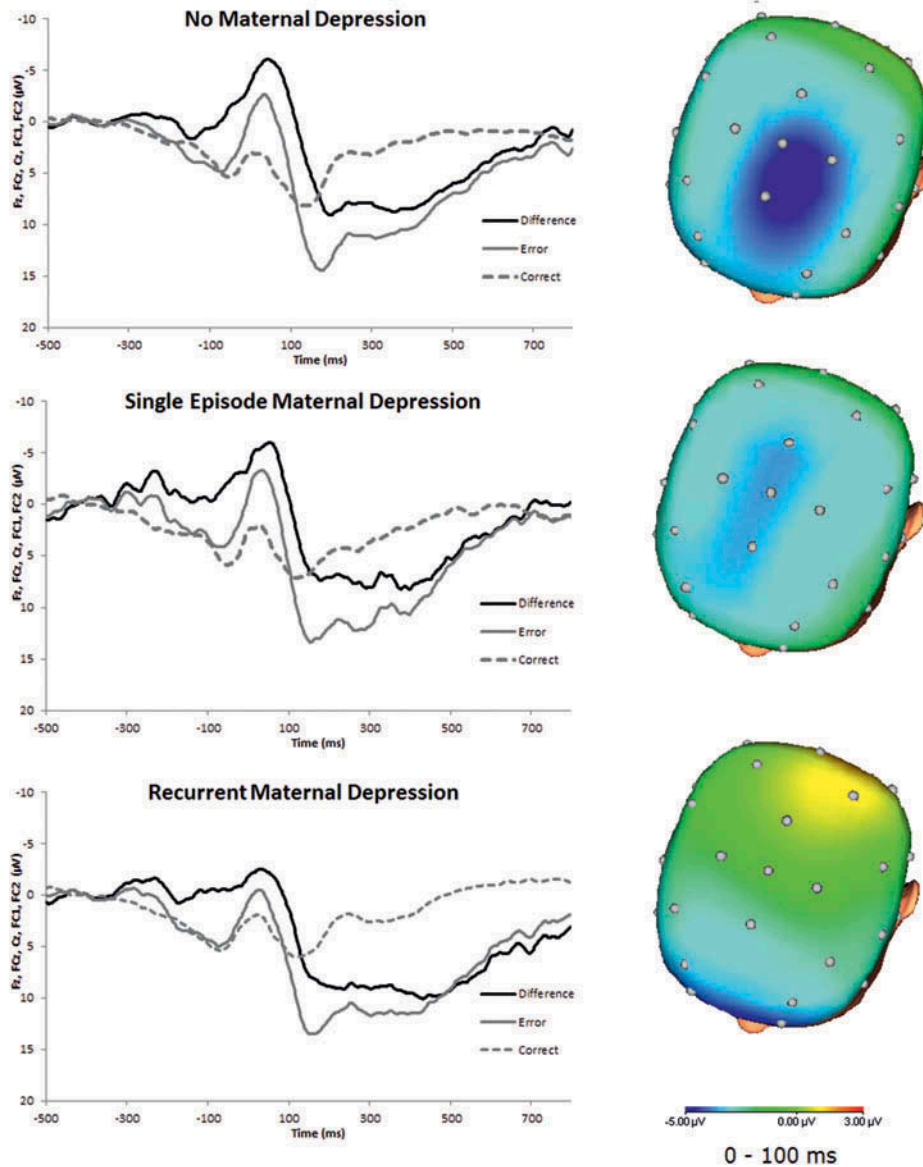 No Maternal Depression
-10
-5
0
5
10
15
20
Fz, FCz, Cz, FC1, FC2 (µV)
Difference
Error
Correct
-500 -300 -100 100 300 500 700
Time (ms)
Single Episode Maternal Depression
-10
-5
0
5
10
15
20
Fz, FCz, Cz, FC1, FC2 (µV)
Difference
Error
Correct
-500 -300 -100 100 300 500 700
Time (ms)
Recurrent Maternal Depression
-10
-5
0
5
10
15
20
Fz, FCz, Cz, FC1, FC2 (µV)
Difference
Error
Correct
-500 -300 -100 100 300 500 700
Time (ms)
-5.00 µV 0.00 µV 3.00 µV
0 - 100 ms